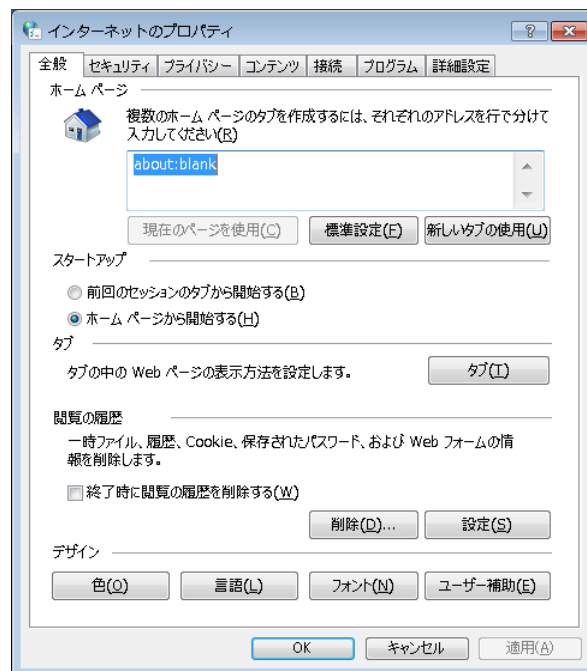 インターネットのプロパティ
全般 セキュリティ プライバシー コンテンツ 接続 プログラム 詳細設定
ホーム ページ
複数のホーム ページのタブを作成するには、それぞれのアドレスを行で分けて
入力してください(R)
about:blank
現在のページを使用(C) 標準設定(F) 新しいタブの使用(U)
スタートアップ
前回のセッションのタブから開始する(B)
ホーム ページから開始する(H)
タブ
タブの中の Web ページの表示方法を設定します。 タブ(T)
閲覧の履歴
一時ファイル、履歴、Cookie、保存されたパスワード、および Web フォームの情
報を削除します。
終了時に閲覧の履歴を削除する(W)
削除(D)... 設定(S)
デザイン
色(O) 言語(L) フォント(N) ユーザー補助(E)
OK キャンセル 適用(A)